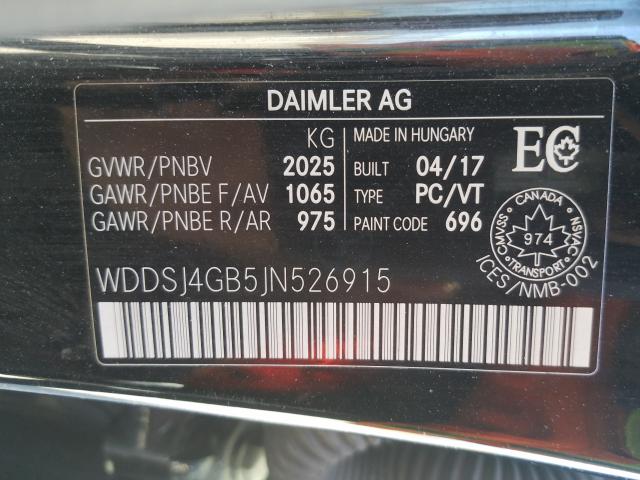 DAIMLER AG
KG
GVWR/PNBV 2025
GAWR/PNBE F/AV 1065
GAWR/PNBE R/AR 975
MADE IN HUNGARY
BUILT 04/17
TYPE PC/VT
PAINT CODE 696
EC
CANADA
CMVSS
974
NSVAC
TRANSPORT
ICES/NMB-002
WDDSJ4GB5JN526915